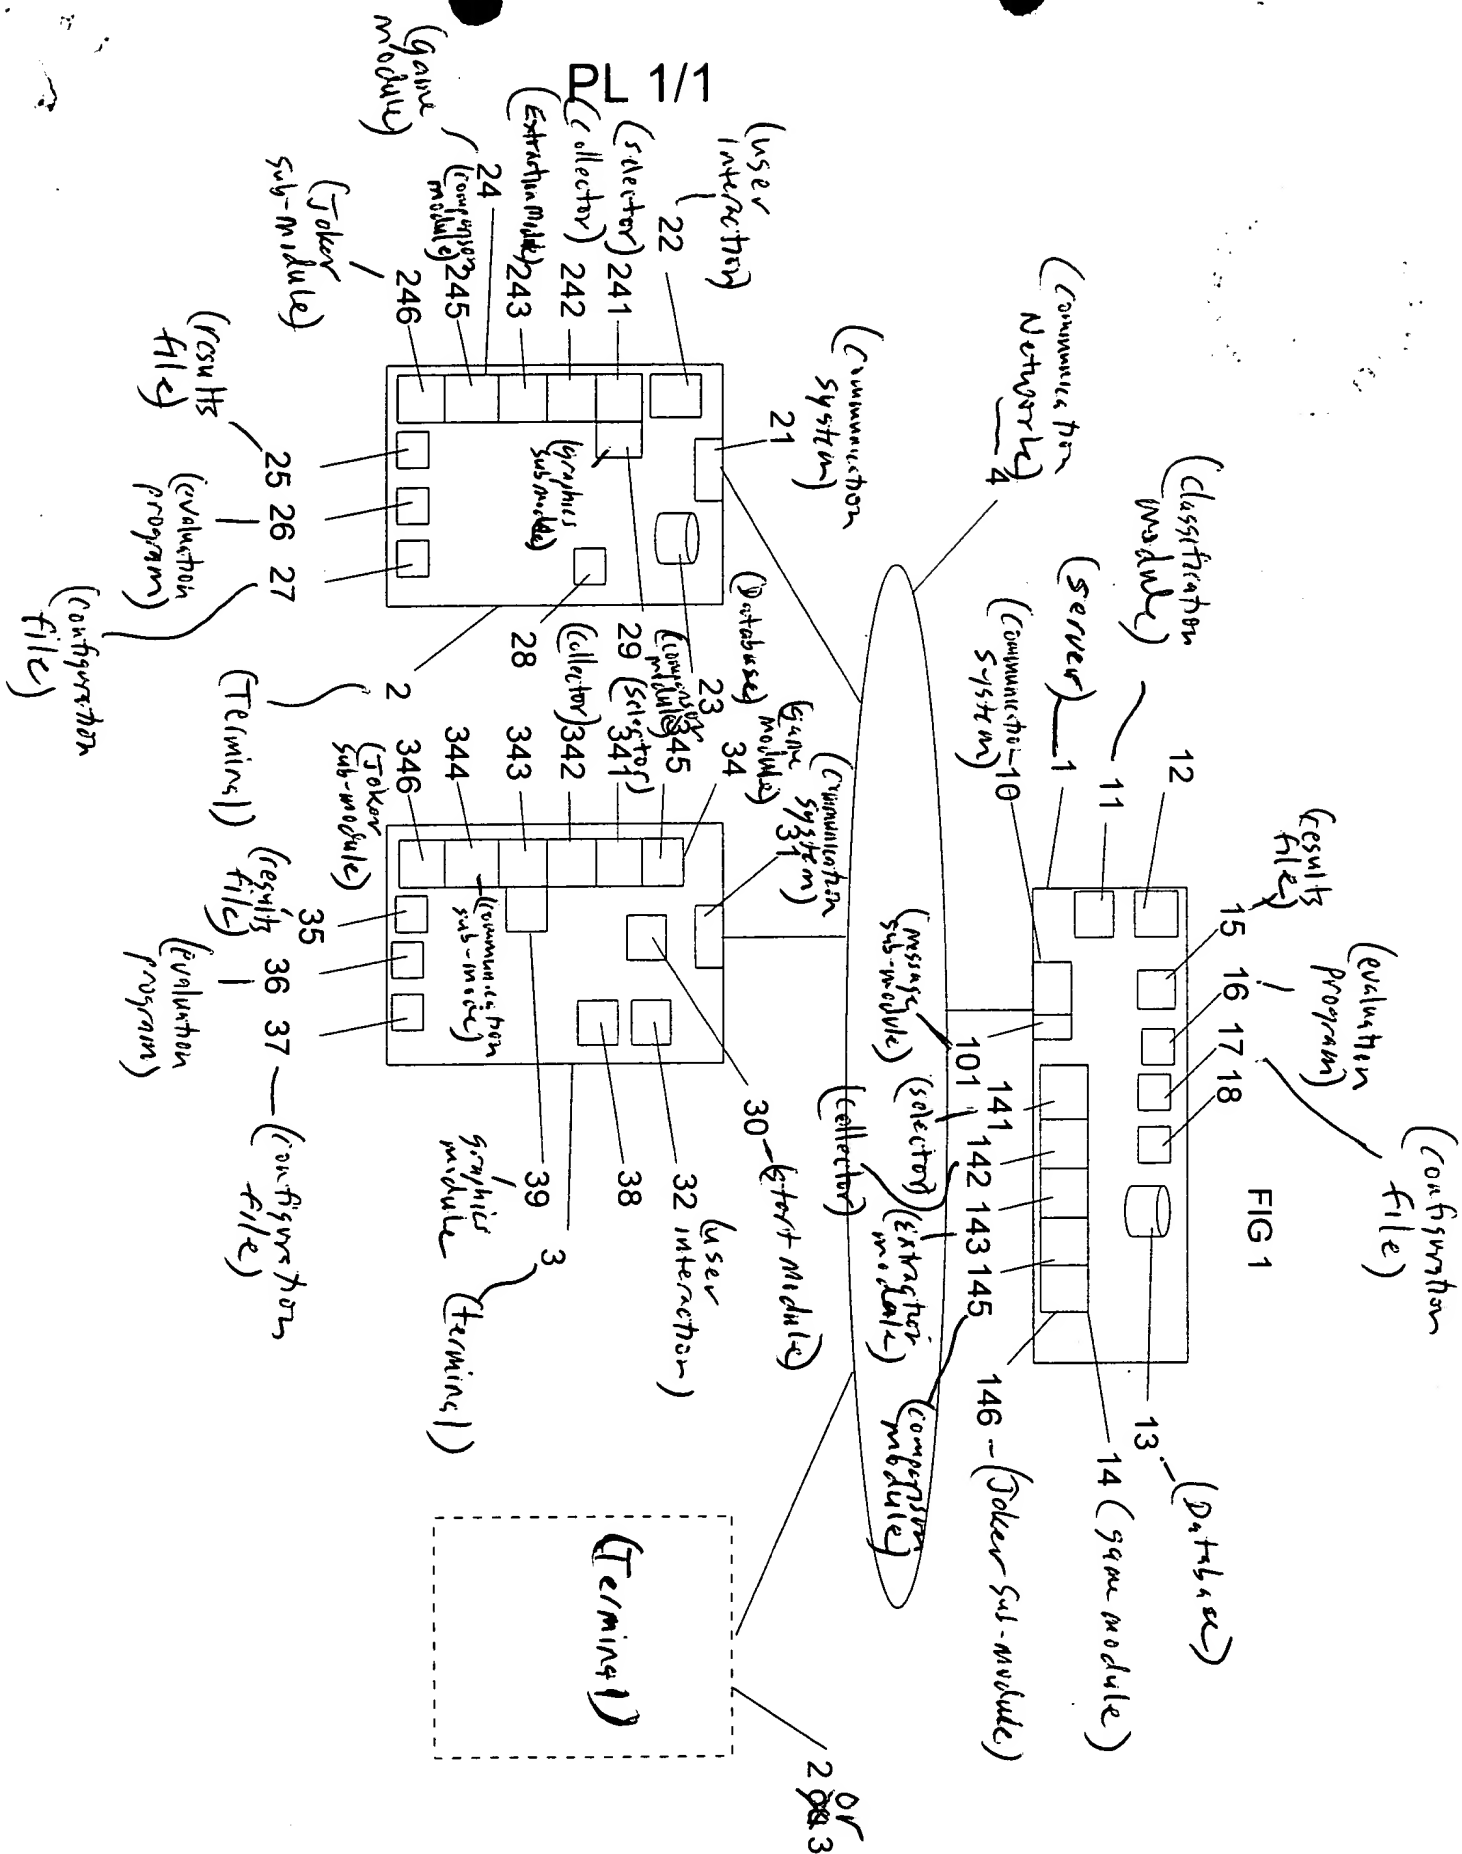 PL 1/1
FIG 1
(configuration
file)
(evaluation
program)
(results
file)
12
11
(classification
module)
1
(server)
10
(communication
system)
15
16
17
18
13
(Database)
14 (game module)
146
(Joker sub-module)
101
(message
sub-module)
141
(selector)
142
(collector)
143
(Extraction
module)
145
(comparison
module)
4
(communication
Network)
(communication
system)
21
(user
interaction)
22
241
(selector)
242
(collector)
243
(Extraction module)
245
(comparison
module)
24
(game
module)
246
(Joker
sub-module)
(graphics
sub module)
23
(Database)
29
28
25
(results
file)
26
(evaluation
program)
27
(configuration
file)
2
(Terminal)
(communication
system)
31
34
(game
module)
345
(comparison
module)
341
(selector)
342
(collector)
343
344
(communication
346
(Joker
sub-module)
35
(results
file)
36
(evaluation
program)
37
(configuration
file)
30
(start module)
32
(user
interaction)
38
39
graphics
module
3
(terminal)
(Terminal)
2 or 3